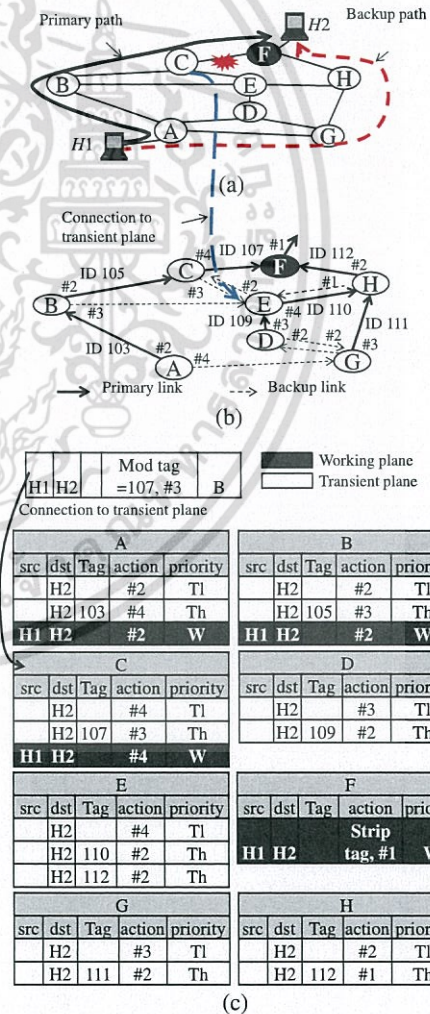 Primary path
Backup path
H2
C
F
B
E
H
D
A
G
H1
(a)
Connection to
transient plane
#4
ID 107
#1
ID 112
#2
ID 105
C
F
#2
#3
#2
#1
H
B
#3
E
#4
ID 110
ID 109
#3
D
#2
#2
ID 111
ID 103
#2
A
#4
G
#3
Primary link
Backup link
(b)
H1 H2 Mod tag =107, #3 B
Connection to transient plane
Working plane
Transient plane
A
src dst Tag action priority
H2 #2 Tl
H2 103 #4 Th
H1 H2 #2 W
B
src dst Tag action prior
H2 #2 Tl
H2 105 #3 Th
H1 H2 #2 W
C
src dst Tag action priority
H2 #4 Tl
H2 107 #3 Th
H1 H2 #4 W
D
src dst Tag action prior
H2 #3 Tl
H2 109 #2 Th
E
src dst Tag action priority
H2 #4 Tl
H2 110 #2 Th
H2 112 #2 Th
F
src dst Tag action prio
H1 H2 Strip tag, #1
G
src dst Tag action priority
H2 #3 Tl
H2 111 #2 Th
H
src dst Tag action prior
H2 #2 Tl
H2 112 #1 Th
(c)